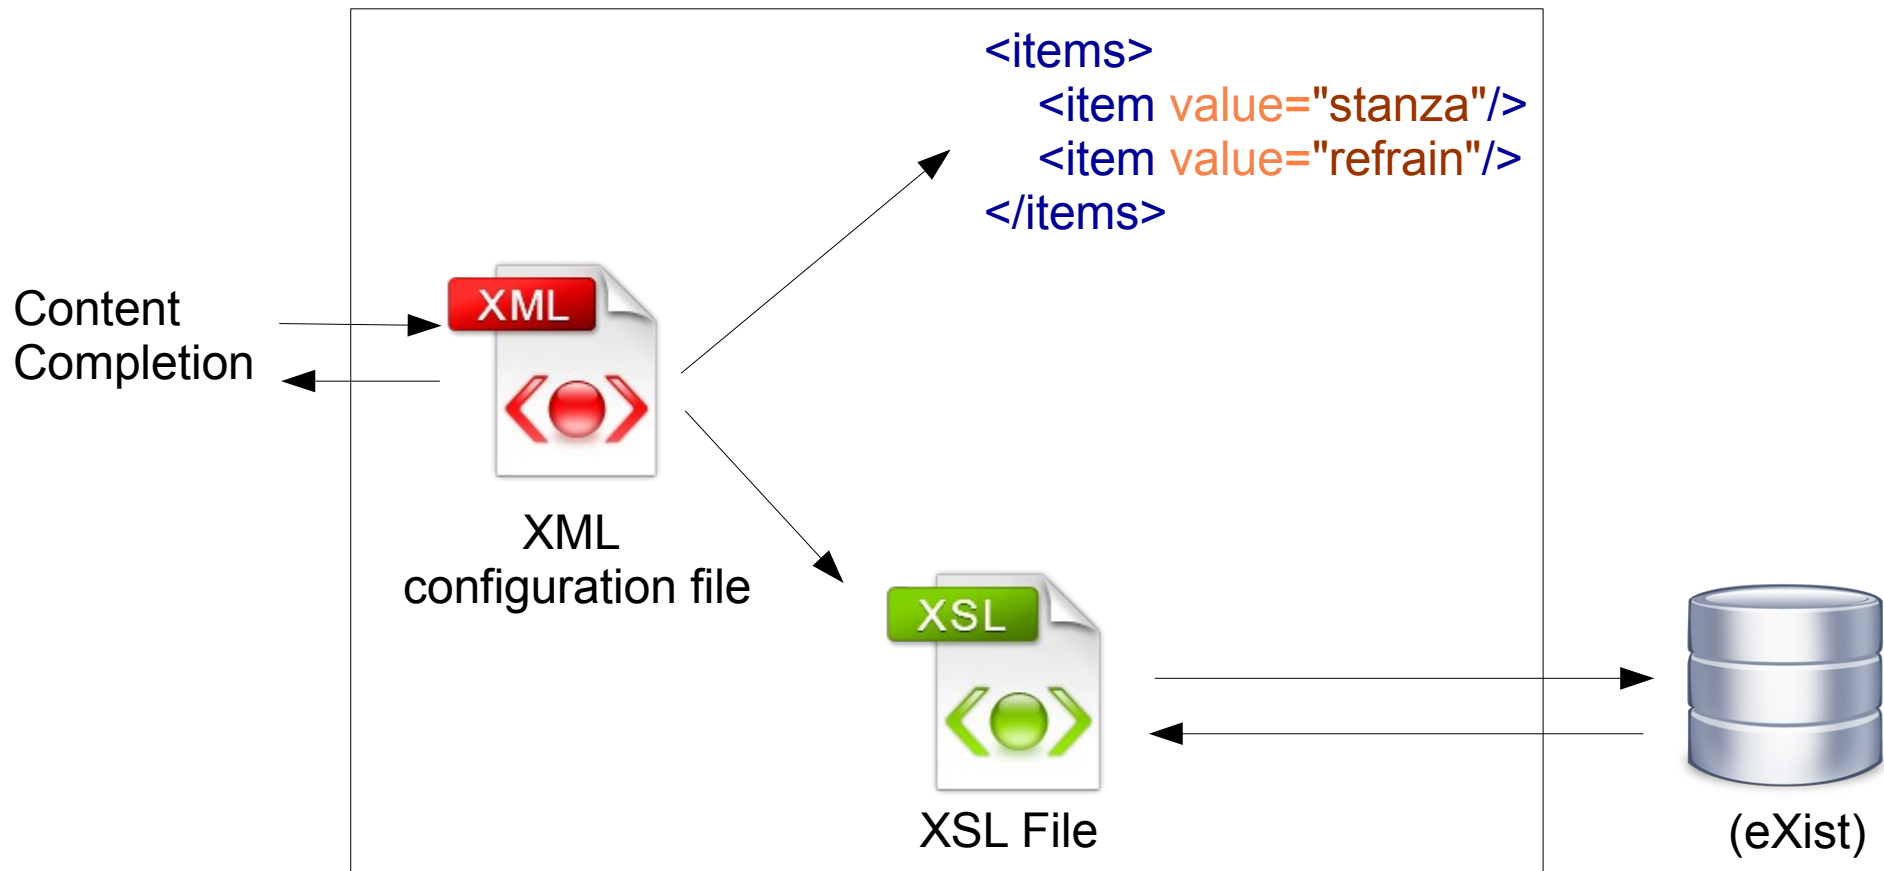 <items>
<item value="stanza"/>
<item value="refrain"/>
</items>
Content
Completion
XML
XML
configuration file
XSL
XSL File
(eXist)